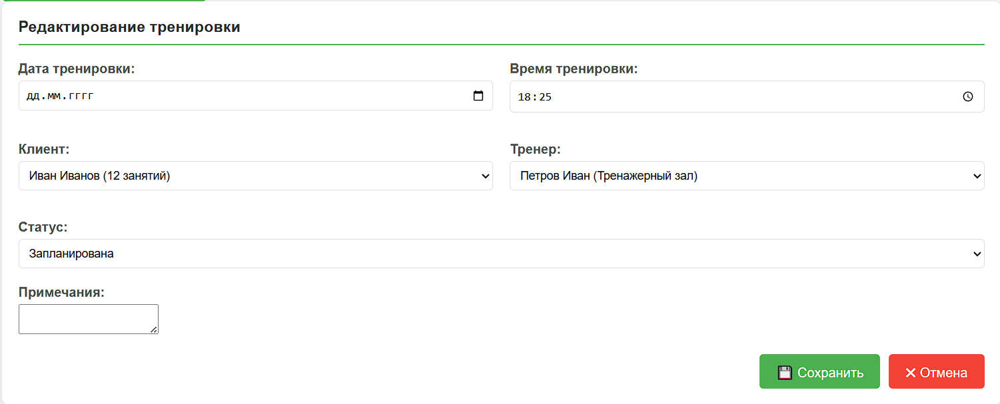 Редактирование тренировки
Дата тренировки:
Время тренировки:
дд.мм.гггг
18:25
Клиент:
Тренер:
Иван Иванов (12 занятий)
Петров Иван (Тренажерный зал)
Статус:
Запланирована
Примечания:
Сохранить
Отмена